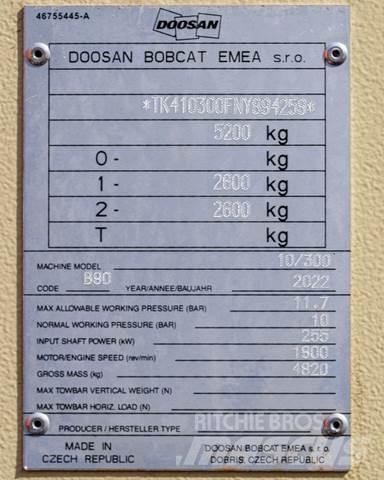 46755445-A
DOOSAN
DOOSAN BOBCAT EMEA s.r.o.
*TK410300FNY994259*
5200 kg
0- kg
1- 2600 kg
2- 2600 kg
T kg
MACHINE MODEL 10/300
CODE B90 YEAR/ANNEE/BAUJAHR 2022
MAX ALLOWABLE WORKING PRESSURE (BAR) 11.7
NORMAL WORKING PRESSURE (BAR) 10
INPUT SHAFT POWER (kW) 255
MOTOR/ENGINE SPEED (rev/min) 1900
GROSS MASS (kg) 4820
MAX TOWBAR VERTICAL WEIGHT (N)
MAX TOWBAR HORIZ. LOAD (N)
PRODUCER / HERSTELLER TYPE
MADE IN
CZECH REPUBLIC
DOOSAN BOBCAT EMEA s.r.o.
DOBRIS, CZECH REPUBLIC
RITCHIE BROS